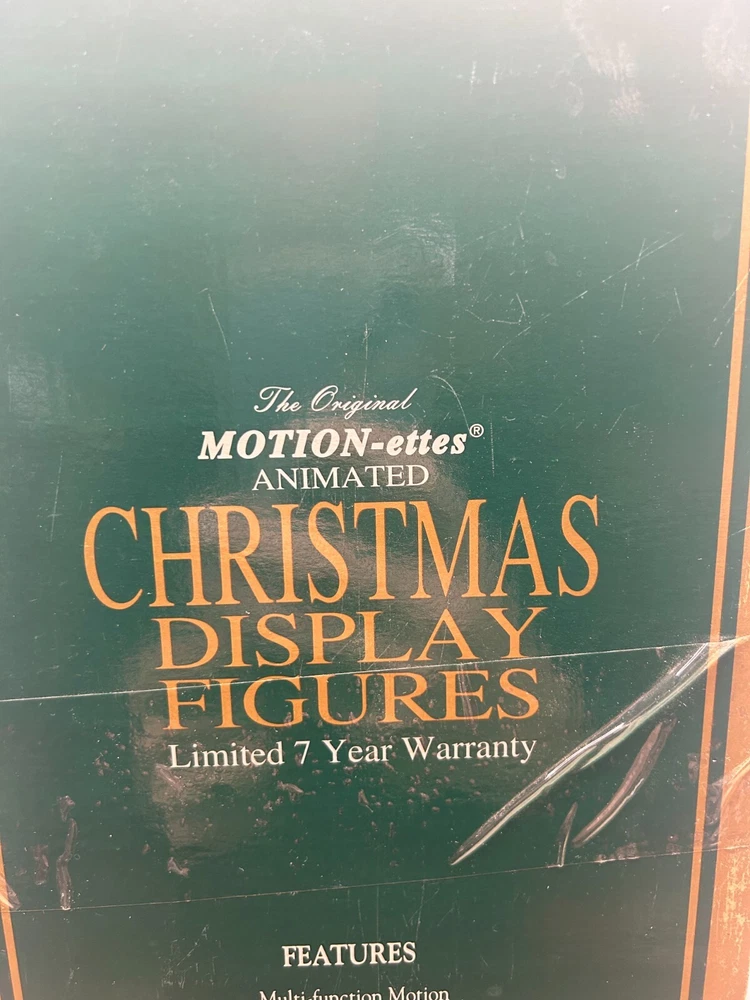 The Original
MOTION-ettes®
ANIMATED
CHRISTMAS
DISPLAY
FIGURES
Limited 7 Year Warranty
FEATURES
Multi-function Motion